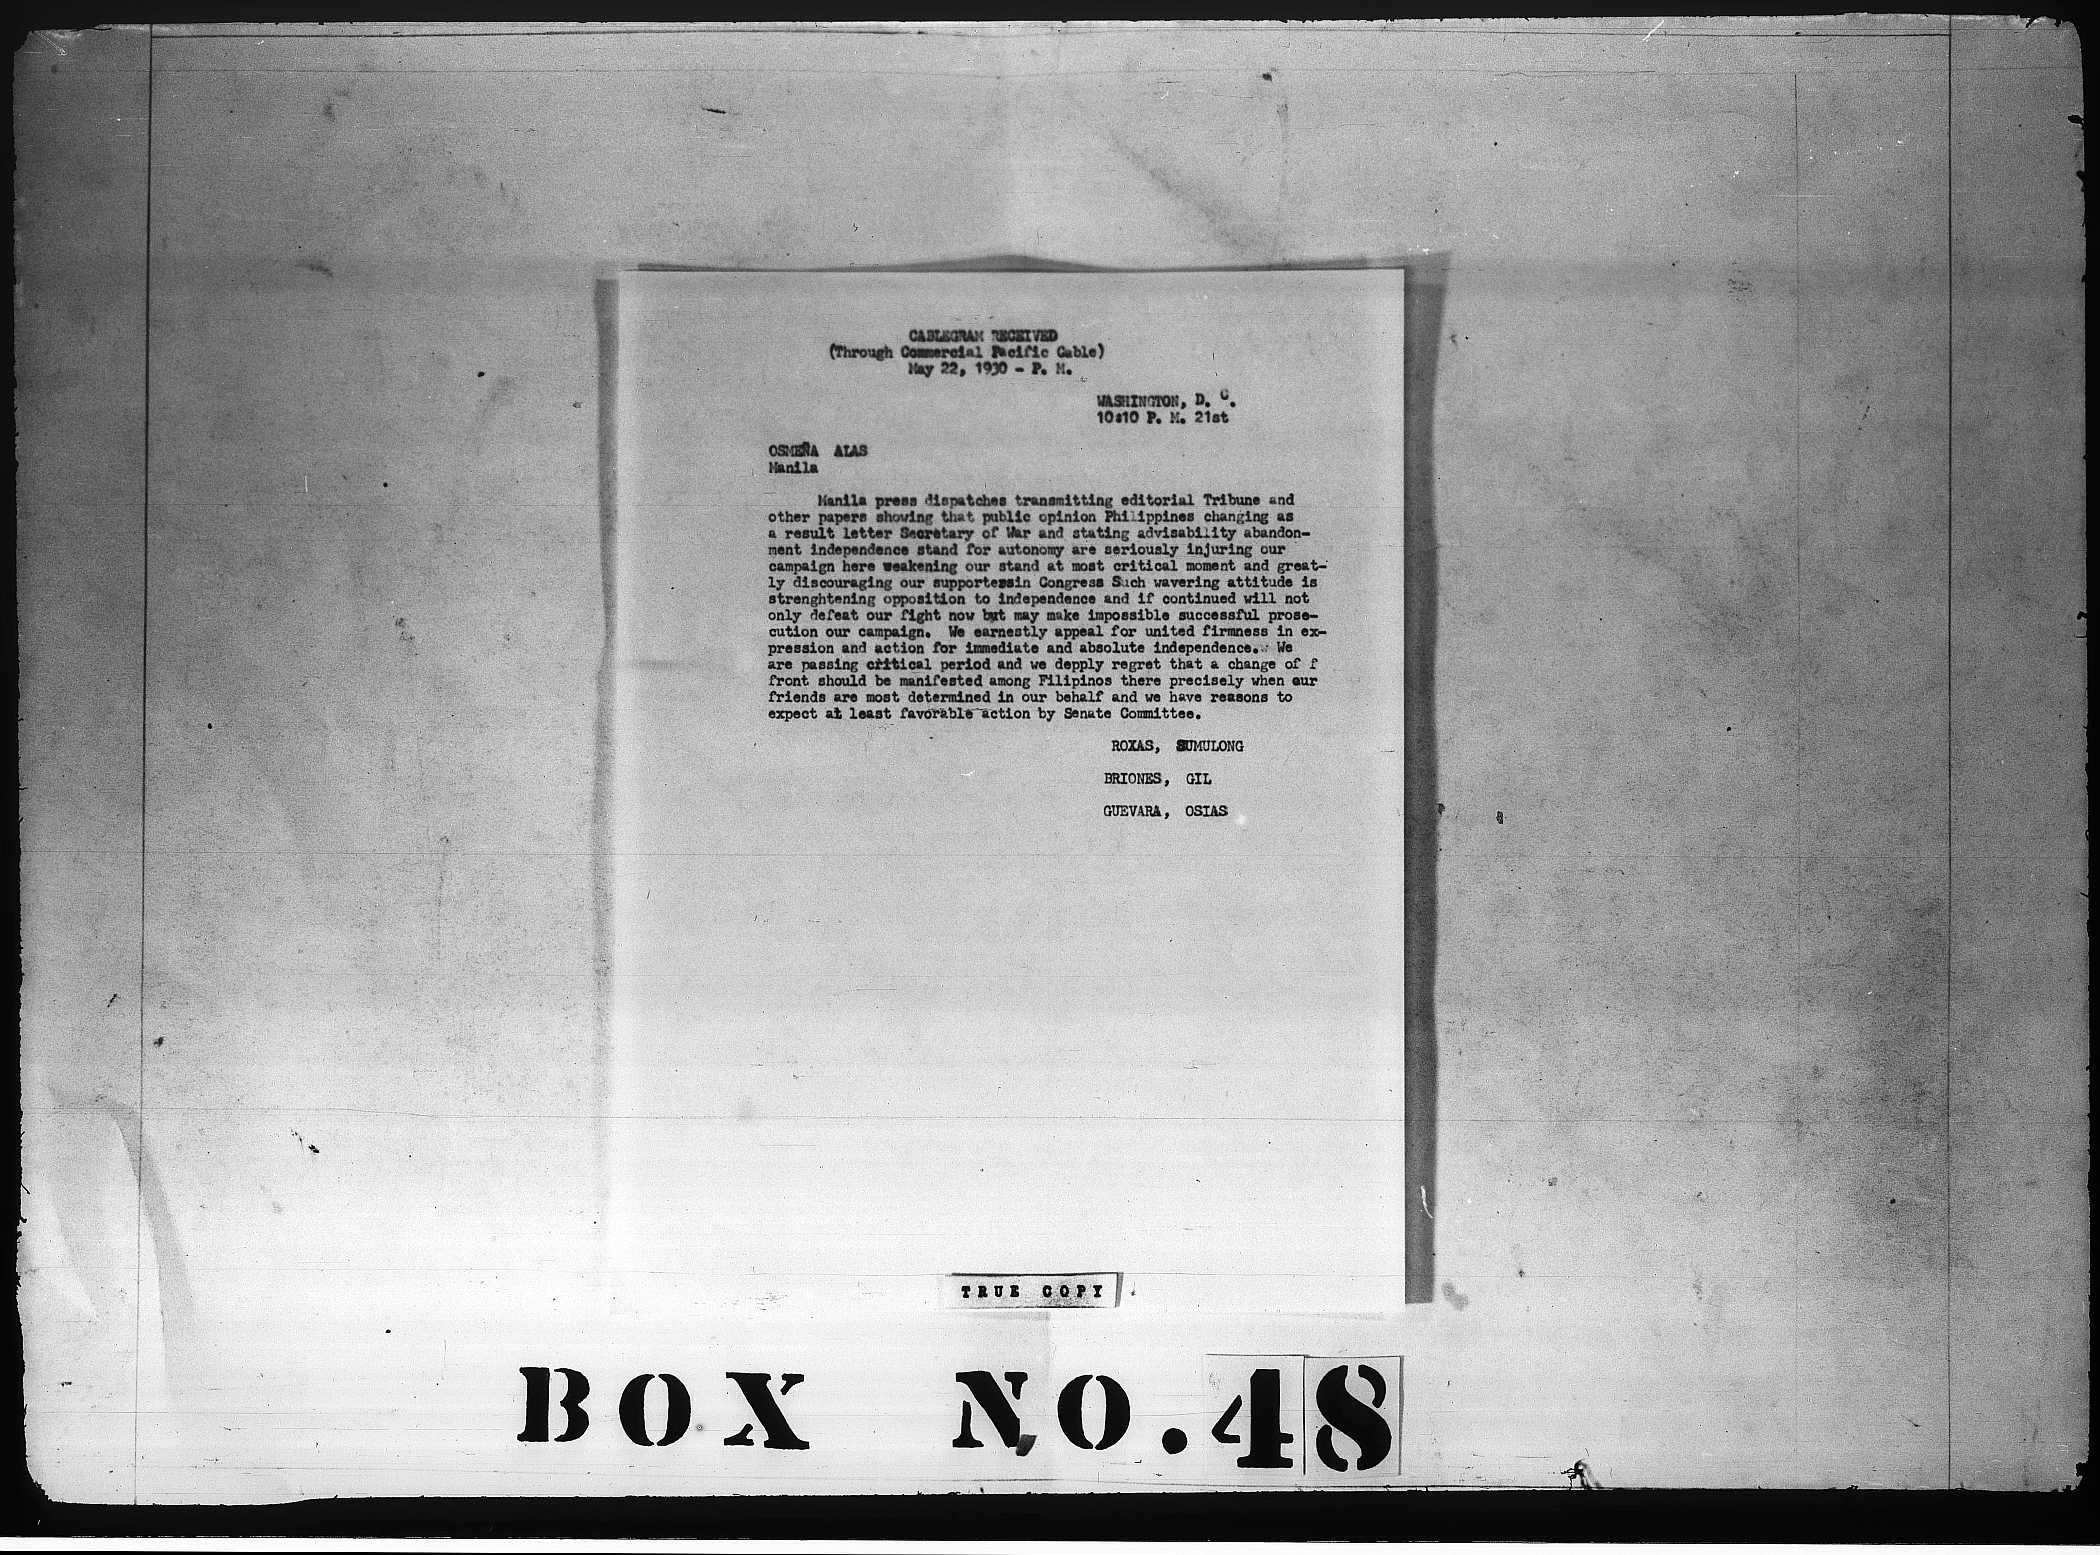 CABLEGRAM RECEIVED
(Through Commercial Pacific Cable)
May 22, 1930 - P. M.
WASHINGTON, D. C.
10:10 P. M. 21st
OSMEÑA ALAS
Manila
Manila press dispatches transmitting editorial Tribune and
other papers showing that public opinion Philippines changing as
a result letter Secretary of War and stating advisability abandon-
ment independence stand for autonomy are seriously injuring our
campaign here weakening our stand at most critical moment and great-
ly discouraging our supportersin Congress Such wavering attitude is
strenghtening opposition to independence and if continued will not
only defeat our fight now but may make impossible successful prose-
cution our campaign. We earnestly appeal for united firmness in ex-
pression and action for immediate and absolute independence. We
are passing critical period and we depply regret that a change of f
front should be manifested among Filipinos there precisely when our
friends are most determined in our behalf and we have reasons to
expect at least favorable action by Senate Committee.
ROXAS, SUMULONG
BRIONES, GIL
GUEVARA, OSIAS
TRUE COPY
BOX NO. 48